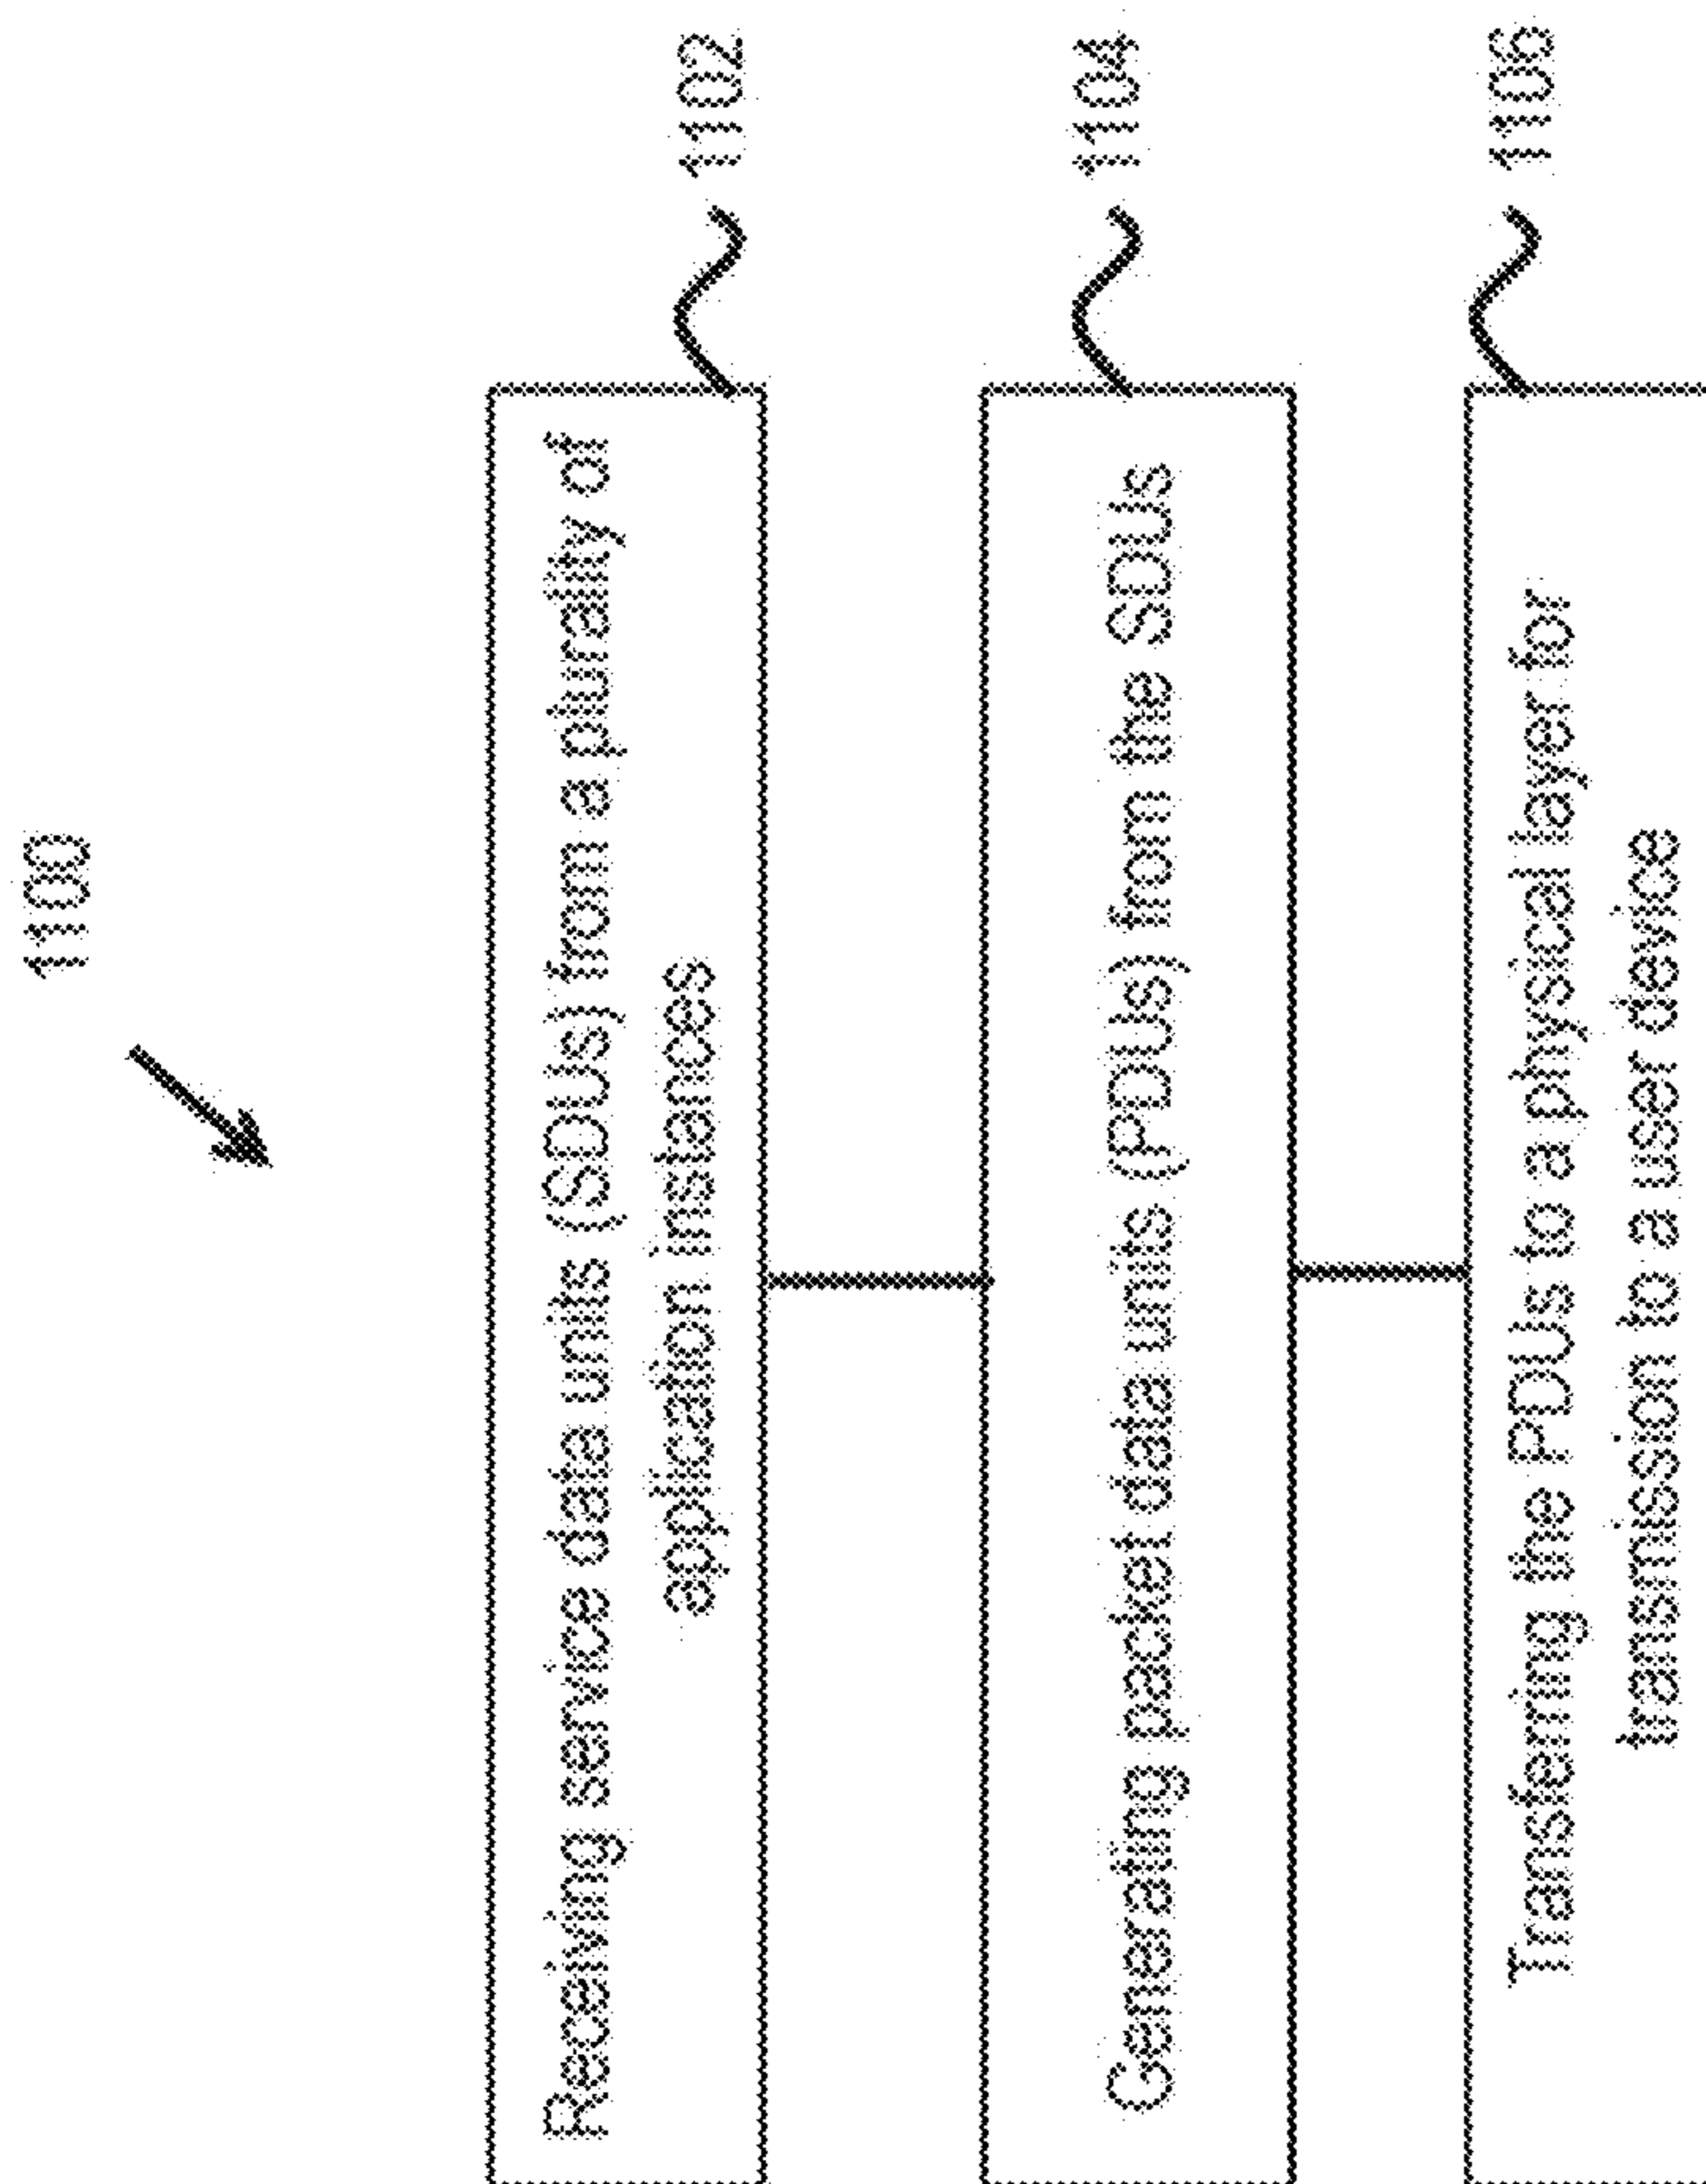 1100
Receiving service data units (SDUs) from a plurality of
application instances
1102
Generating packet data units (PDUs) from the SDUs
1104
Transferring the PDUs to a physical layer for
transmission to a user device
1106